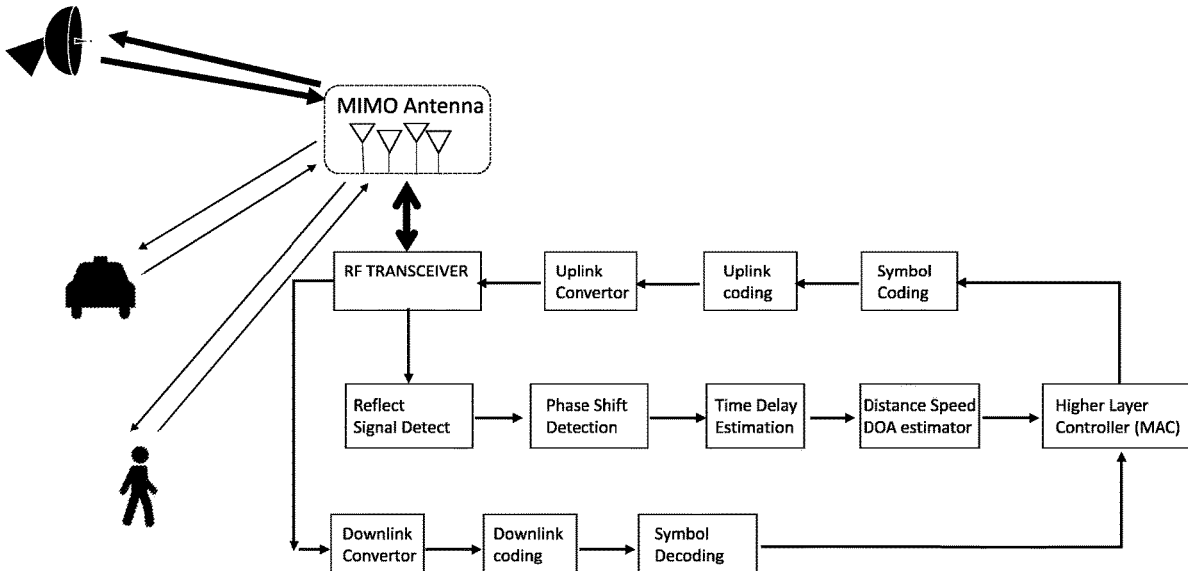 MIMO Antenna
RF TRANSCEIVER
Uplink
Convertor
Uplink
coding
Symbol
Coding
Reflect
Signal Detect
Phase Shift
Detection
Time Delay
Estimation
Distance Speed
DOA estimator
Higher Layer
Controller (MAC)
Downlink
Convertor
Downlink
coding
Symbol
Decoding